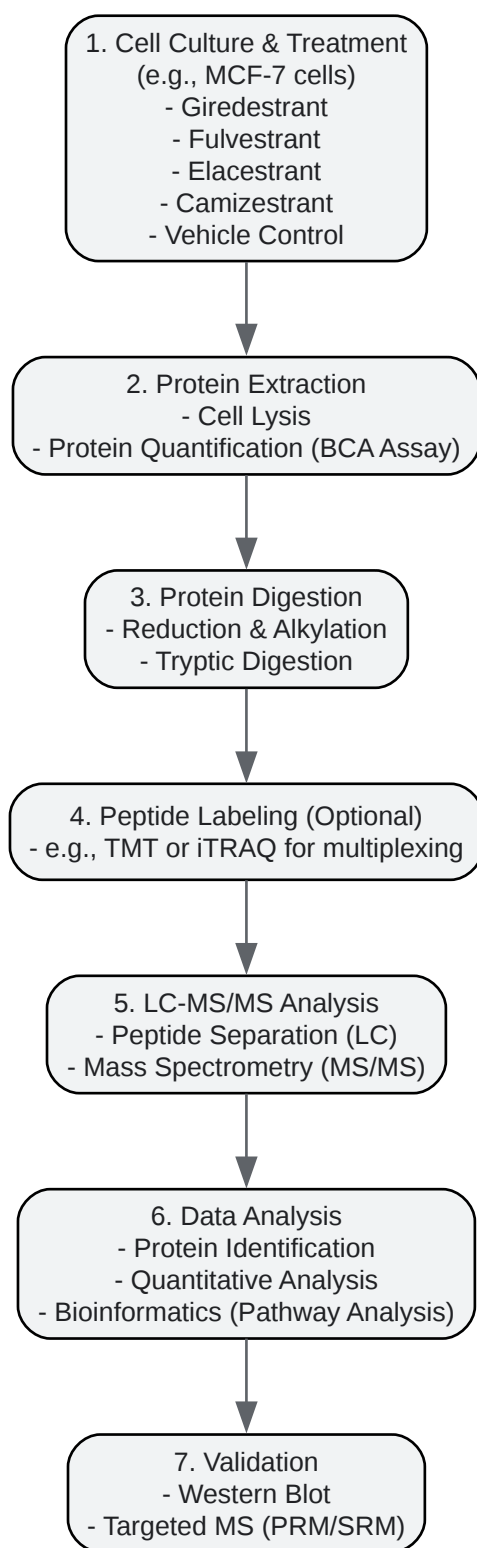 1. Cell Culture & Treatment
(e.g., MCF-7 cells)
- Giredestrant
- Fulvestrant
- Elacestrant
- Camizestrant
- Vehicle Control
2. Protein Extraction
- Cell Lysis
- Protein Quantification (BCA Assay)
3. Protein Digestion
- Reduction & Alkylation
- Tryptic Digestion
4. Peptide Labeling (Optional)
- e.g., TMT or iTRAQ for multiplexing
5. LC-MS/MS Analysis
- Peptide Separation (LC)
- Mass Spectrometry (MS/MS)
6. Data Analysis
- Protein Identification
- Quantitative Analysis
- Bioinformatics (Pathway Analysis)
7. Validation
- Western Blot
- Targeted MS (PRM/SRM)